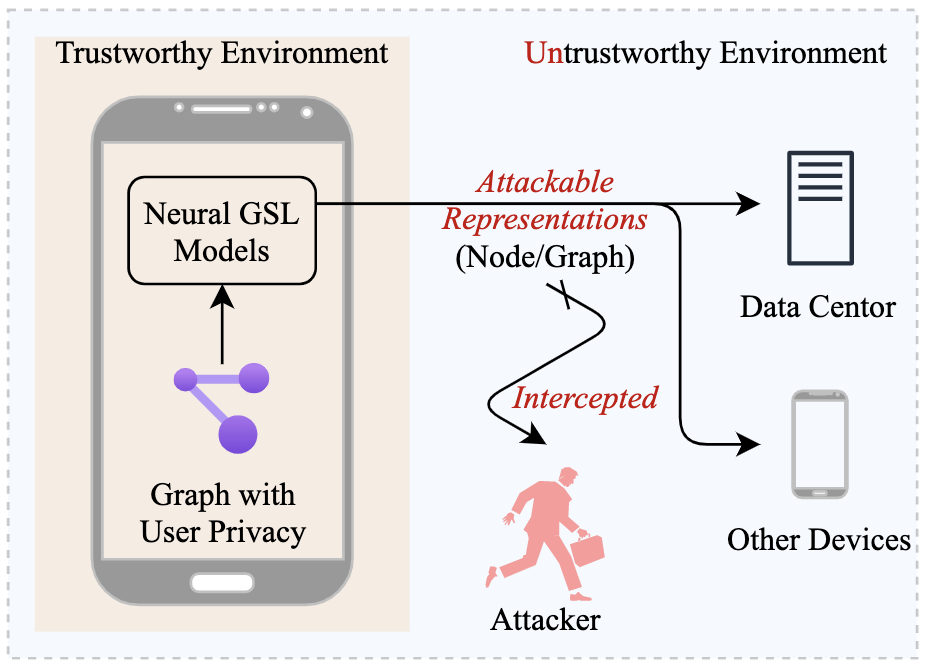 Trustworthy Environment
Untrustworthy Environment
Neural GSL
Models
Attackable
Representations
(Node/Graph)
Data Centor
Intercepted
Graph with
User Privacy
Other Devices
Attacker